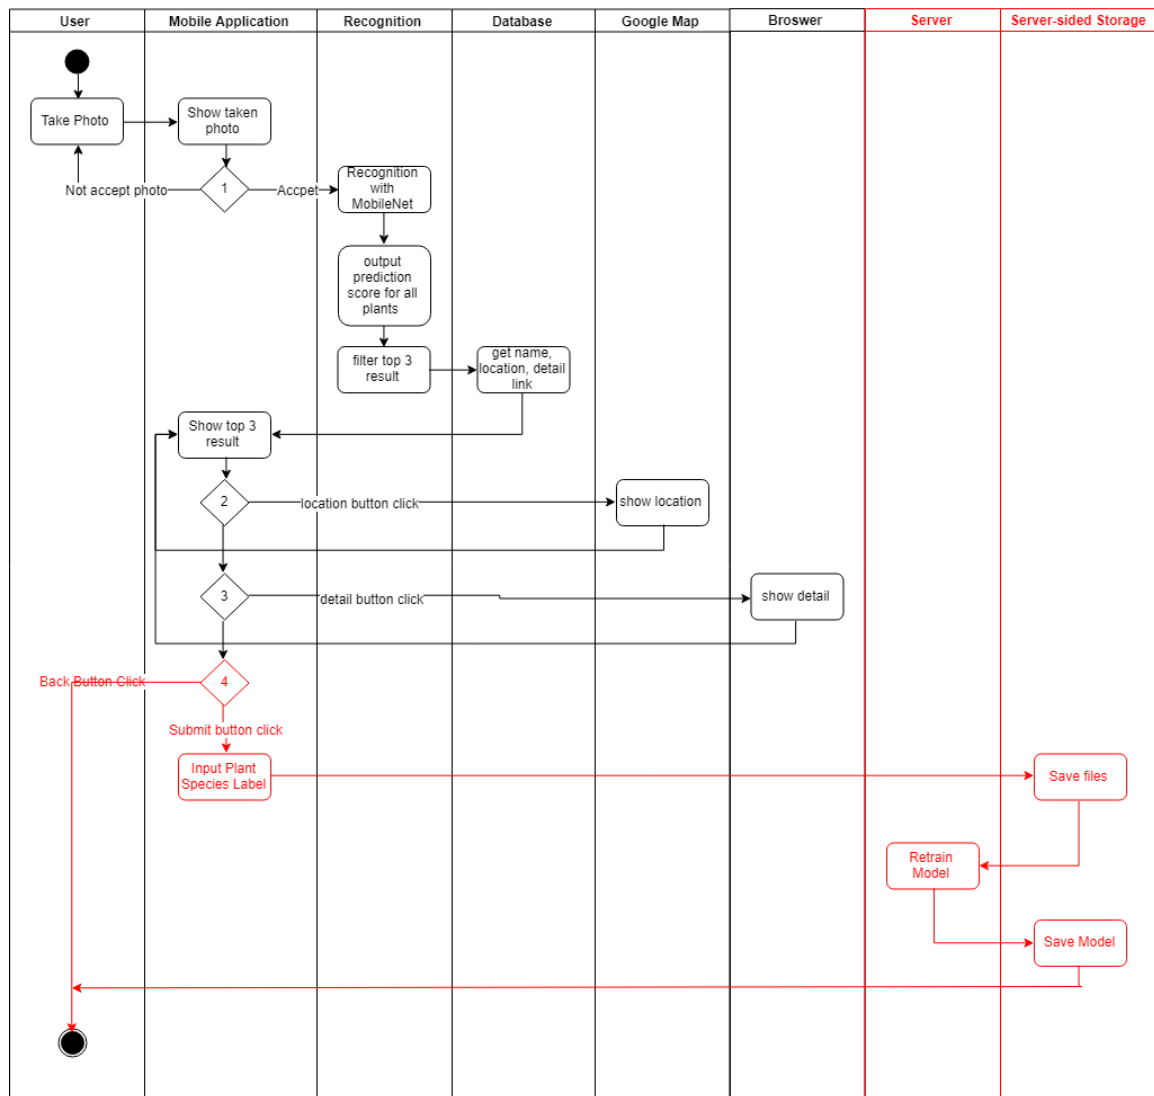 User
Mobile Application
Recognition
Database
Google Map
Broswer
Server
Server-sided Storage
Take Photo
Show taken
photo
Not accept photo
1
Accpet
Recognition
with
MobileNet
output
prediction
score for all
plants
filter top 3
result
get name,
location, detail
link
Show top 3
result
2
location button click
show location
3
detail button click
show detail
Back Button Click
4
Submit button click
Input Plant
Species Label
Save files
Retrain
Model
Save Model